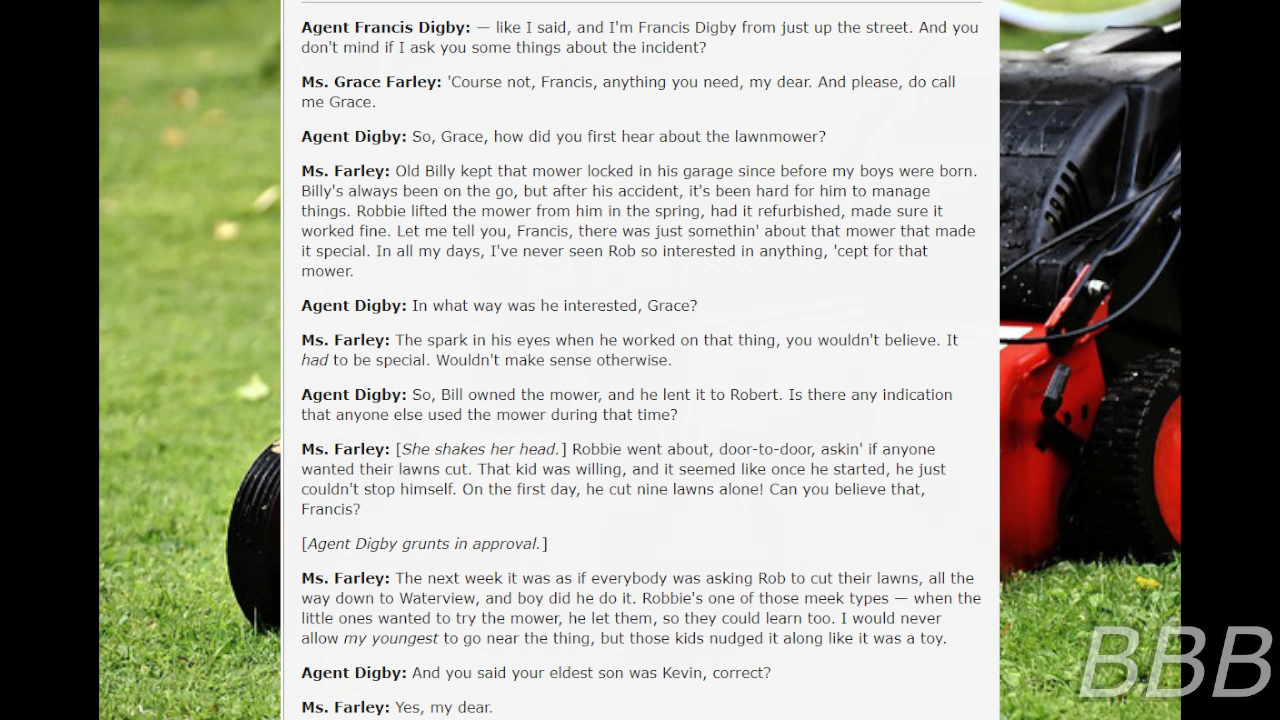 Agent Francis Digby: — like I said, and I'm Francis Digby from just up the street. And you
don't mind if I ask you some things about the incident?
Ms. Grace Farley: 'Course not, Francis, anything you need, my dear. And please, do call
me Grace.
Agent Digby: So, Grace, how did you first hear about the lawnmower?
Ms. Farley: Old Billy kept that mower locked in his garage since before my boys were born.
Billy's always been on the go, but after his accident, it's been hard for him to manage
things. Robbie lifted the mower from him in the spring, had it refurbished, made sure it
worked fine. Let me tell you, Francis, there was just somethin' about that mower that made
it special. In all my days, I've never seen Rob so interested in anything, 'cept for that
mower.
Agent Digby: In what way was he interested, Grace?
Ms. Farley: The spark in his eyes when he worked on that thing, you wouldn't believe. It
had to be special. Wouldn't make sense otherwise.
Agent Digby: So, Bill owned the mower, and he lent it to Robert. Is there any indication
that anyone else used the mower during that time?
Ms. Farley: [She shakes her head.] Robbie went about, door-to-door, askin' if anyone
wanted their lawns cut. That kid was willing, and it seemed like once he started, he just
couldn't stop himself. On the first day, he cut nine lawns alone! Can you believe that,
Francis?
[Agent Digby grunts in approval.]
Ms. Farley: The next week it was as if everybody was asking Rob to cut their lawns, all the
way down to Waterview, and boy did he do it. Robbie's one of those meek types — when the
little ones wanted to try the mower, he let them, so they could learn too. I would never
allow my youngest to go near the thing, but those kids nudged it along like it was a toy.
Agent Digby: And you said your eldest son was Kevin, correct?
Ms. Farley: Yes, my dear.
BBB